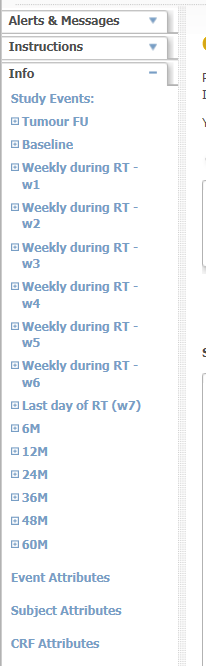 Alerts & Messages
Instructions
Info
Study Events:
Tumour FU
Baseline
Weekly during RT -
w1
Weekly during RT -
w2
Weekly during RT -
w3
Weekly during RT -
w4
Weekly during RT -
w5
Weekly during RT -
w6
Last day of RT (w7)
6M
12M
24M
36M
48M
60M
Event Attributes
Subject Attributes
CRF Attributes